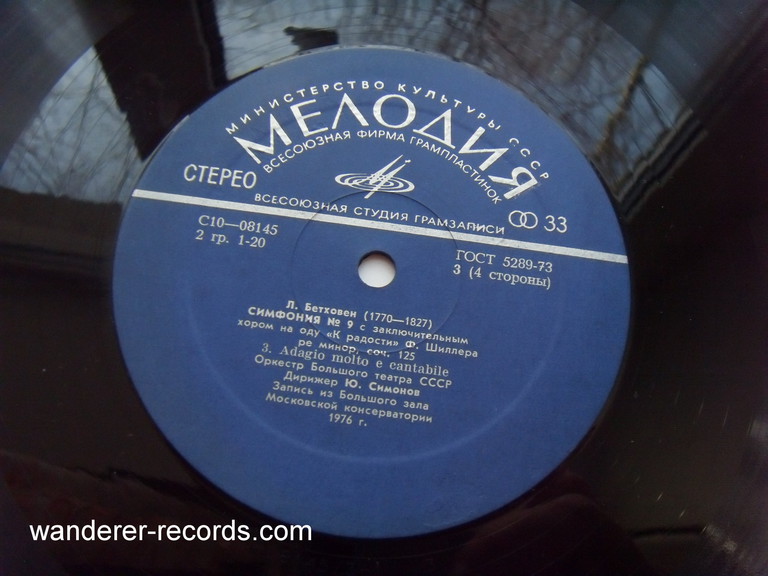 МИНИСТЕРСТВО КУЛЬТУРЫ СССР
МЕЛОДИЯ
ВСЕСОЮЗНАЯ ФИРМА ГРАМПЛАСТИНОК
СТЕРЕО
ВСЕСОЮЗНАЯ СТУДИЯ ГРАМЗАПИСИ
33
С10—08145
2 гр. 1-20
ГОСТ 5289-73
3 (4 стороны)
Л. Бетховен (1770—1827)
СИМФОНИЯ № 9 с заключительным
хором на оду «К радости» Ф. Шиллера
ре минор, соч. 125
3. Adagio molto e cantabile
Оркестр Большого театра СССР
Дирижер Ю. Симонов
Запись из Большого зала
Московской консерватории
1976 г.
wanderer-records.com